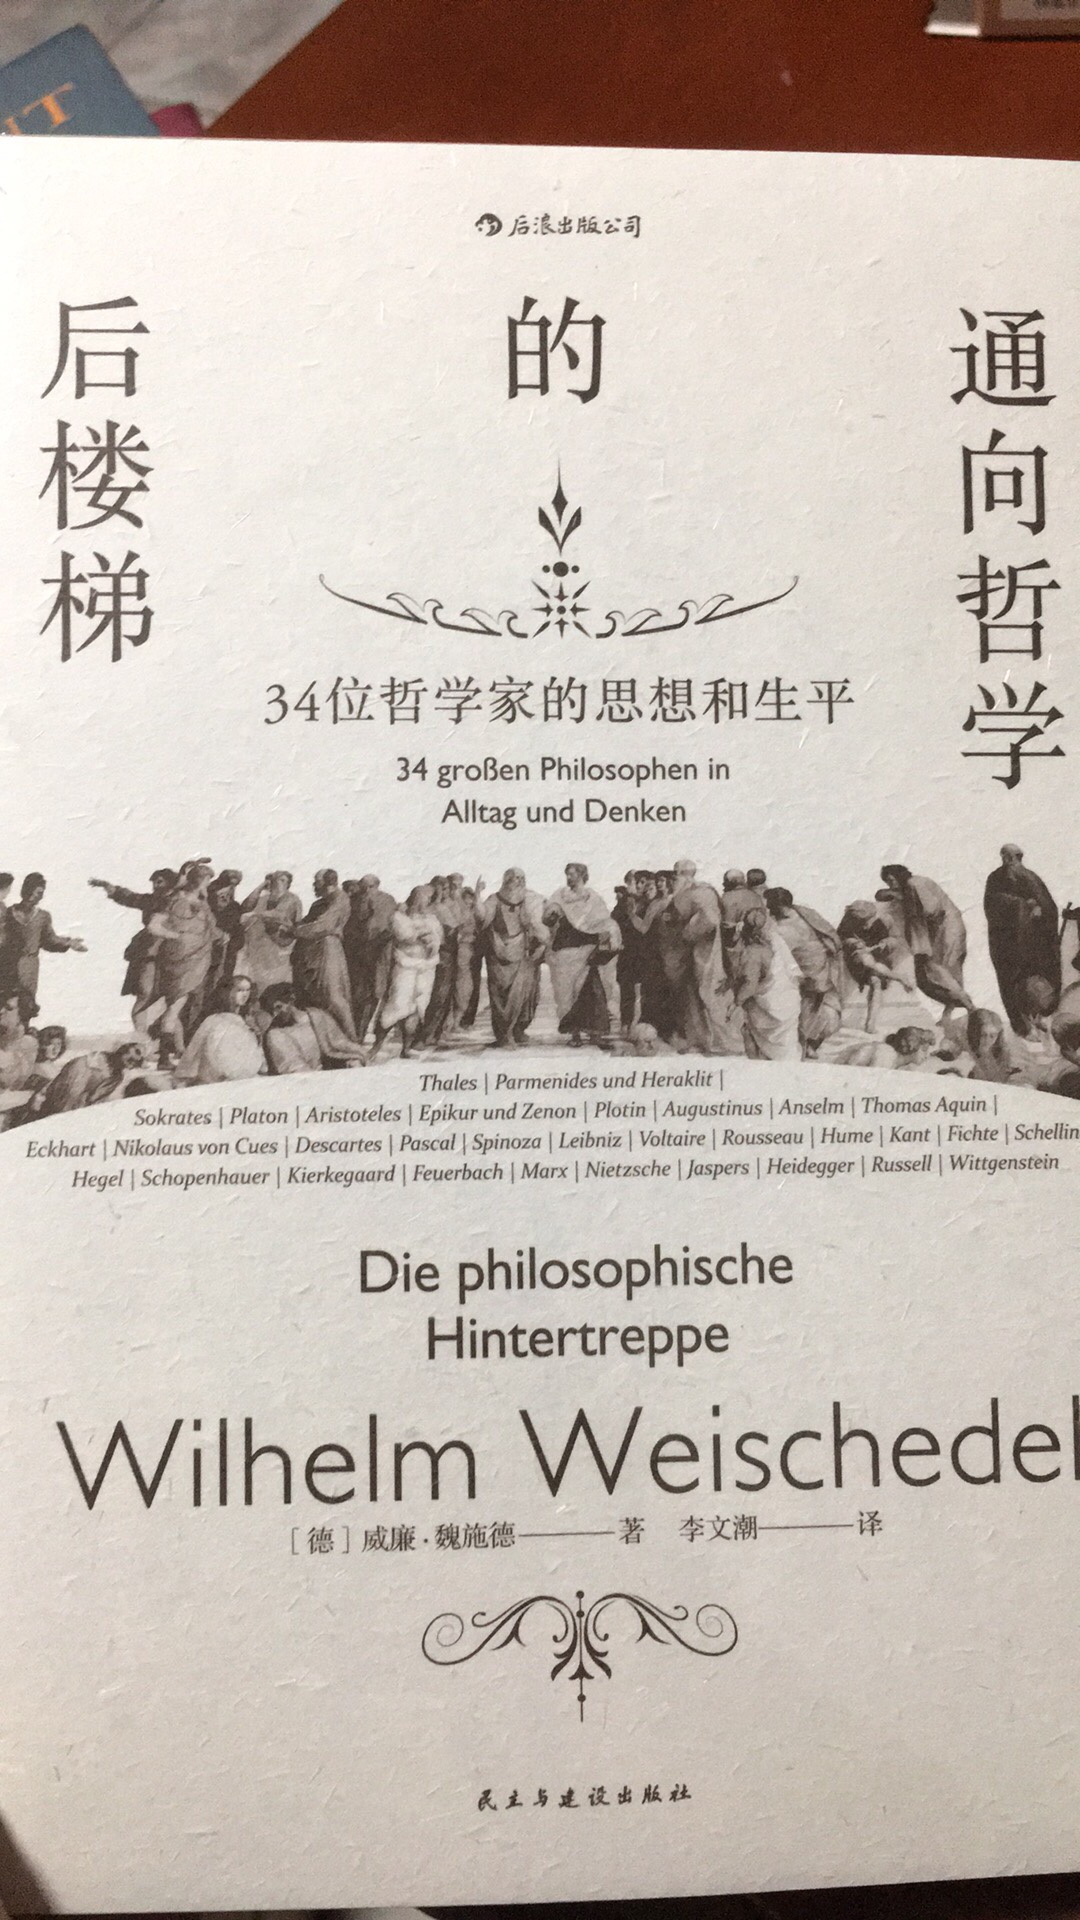 后浪出版公司
通向哲学
的
后楼梯
34位哲学家的思想和生平
34 großen Philosophen in
Alltag und Denken
Thales | Parmenides und Heraklit |
Sokrates | Platon | Aristoteles | Epikur und Zenon | Plotin | Augustinus | Anselm | Thomas Aquin |
Eckhart | Nikolaus von Cues | Descartes | Pascal | Spinoza | Leibniz | Voltaire | Rousseau | Hume | Kant | Fichte | Schellin
Hegel | Schopenhauer | Kierkegaard | Feuerbach | Marx | Nietzsche | Jaspers | Heidegger | Russell | Wittgenstein
Die philosophische
Hintertreppe
Wilhelm Weischedel
[德] 威廉·魏施德——著 李文潮——译
民主与建设出版社